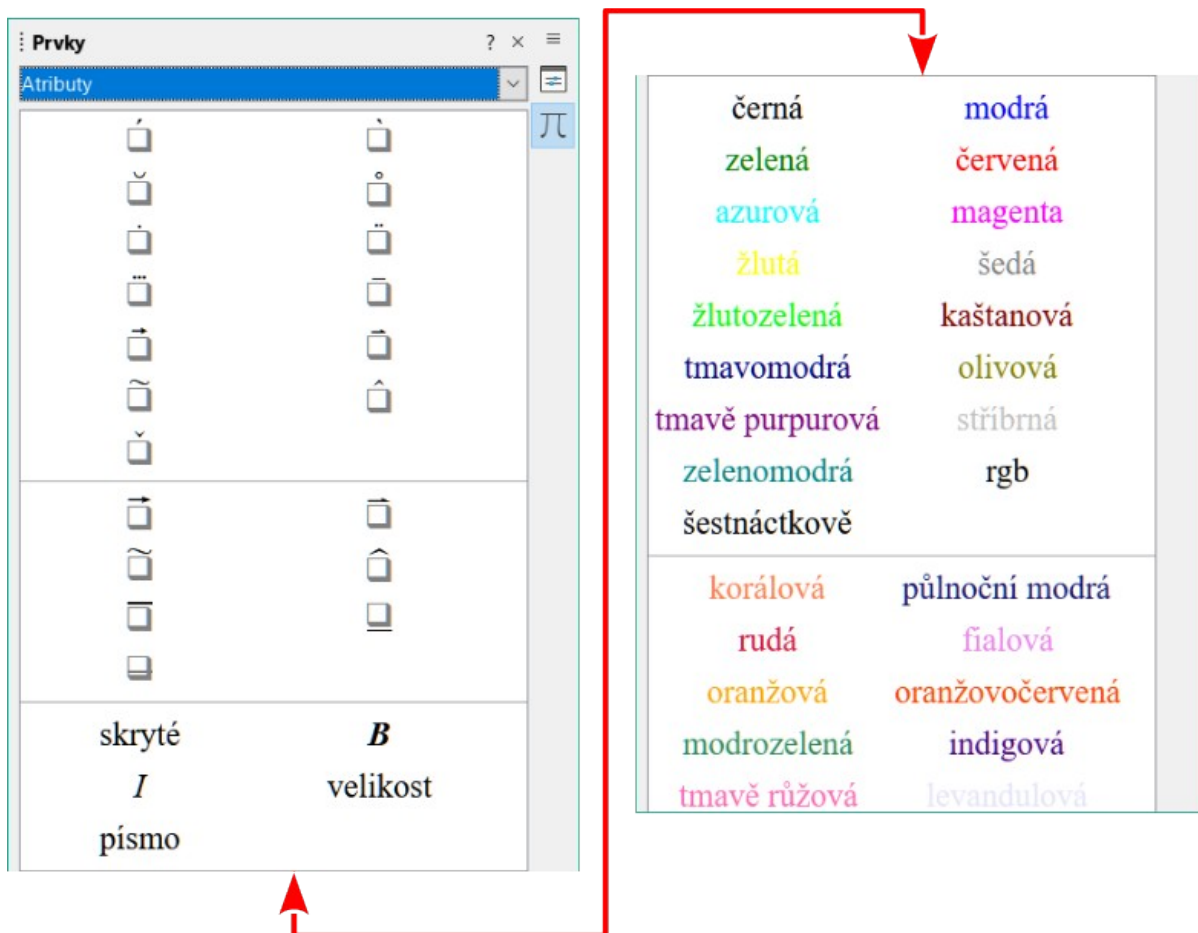 Prvky
Atributy
skryté B
I velikost
písmo
černá modrá
zelená červená
azurová magenta
žlutá šedá
žlutozelená kaštanová
tmavomodrá olivová
tmavě purpurová stříbrná
zelenomodrá rgb
šestnáctkově
korálová půlnoční modrá
rudá fialová
oranžová oranžovočervená
modrozelená indigová
tmavě růžová levandulová